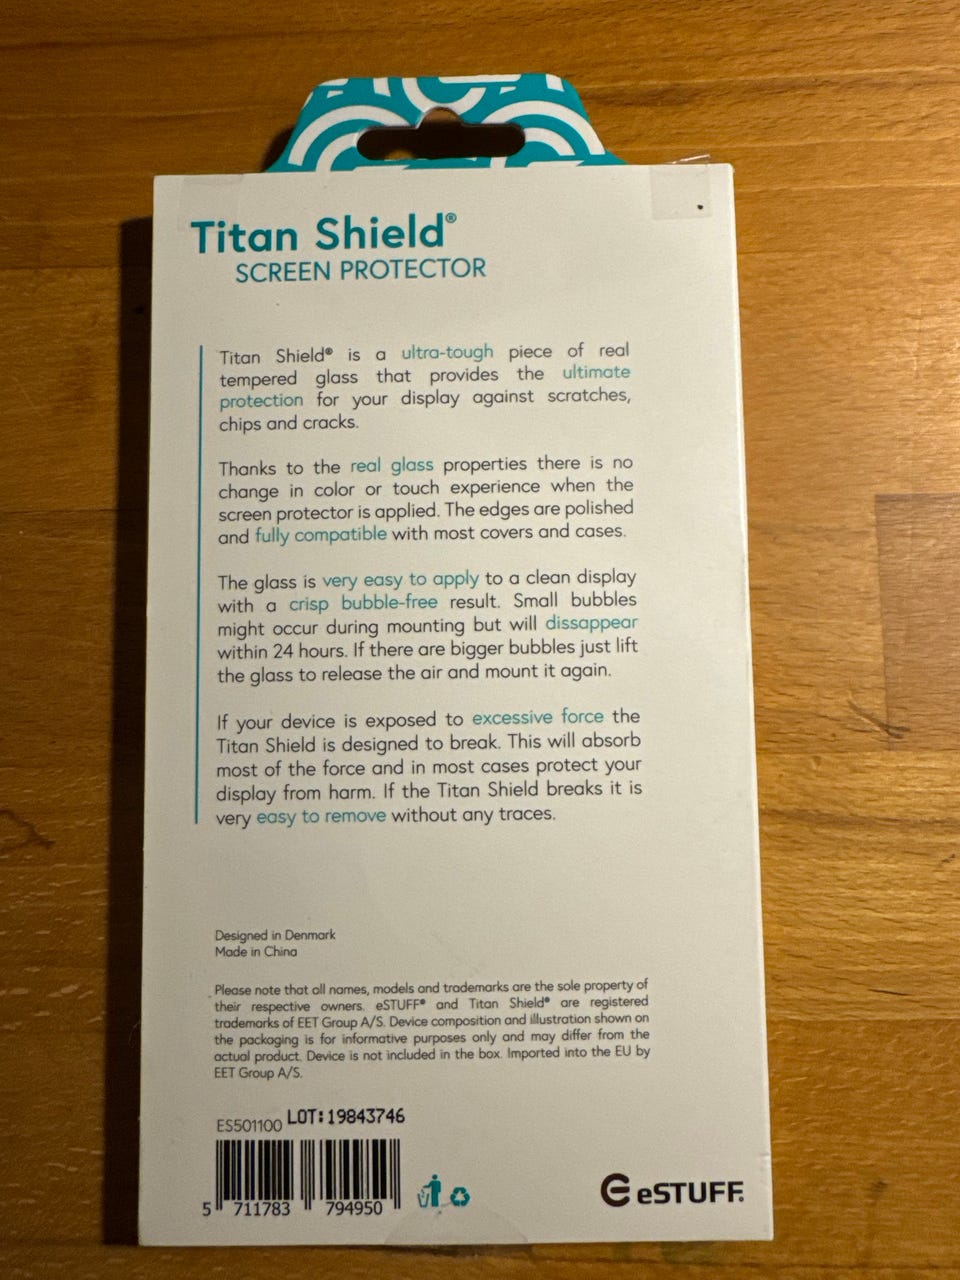 Titan Shield®
SCREEN PROTECTOR
Titan Shield® is a ultra-tough piece of real
tempered glass that provides the ultimate
protection for your display against scratches,
chips and cracks.
Thanks to the real glass properties there is no
change in color or touch experience when the
screen protector is applied. The edges are polished
and fully compatible with most covers and cases.
The glass is very easy to apply to a clean display
with a crisp bubble-free result. Small bubbles
might occur during mounting but will dissappear
within 24 hours. If there are bigger bubbles just lift
the glass to release the air and mount it again.
If your device is exposed to excessive force the
Titan Shield is designed to break. This will absorb
most of the force and in most cases protect your
display from harm. If the Titan Shield breaks it is
very easy to remove without any traces.
Designed in Denmark
Made in China
Please note that all names, models and trademarks are the sole property of
their respective owners. eSTUFF® and Titan Shield® are registered
trademarks of EET Group A/S. Device composition and illustration shown on
the packaging is for informative purposes only and may differ from the
actual product. Device is not included in the box. Imported into the EU by
EET Group A/S.
ES501100 LOT:19843746
5 711783 794950
eSTUFF®